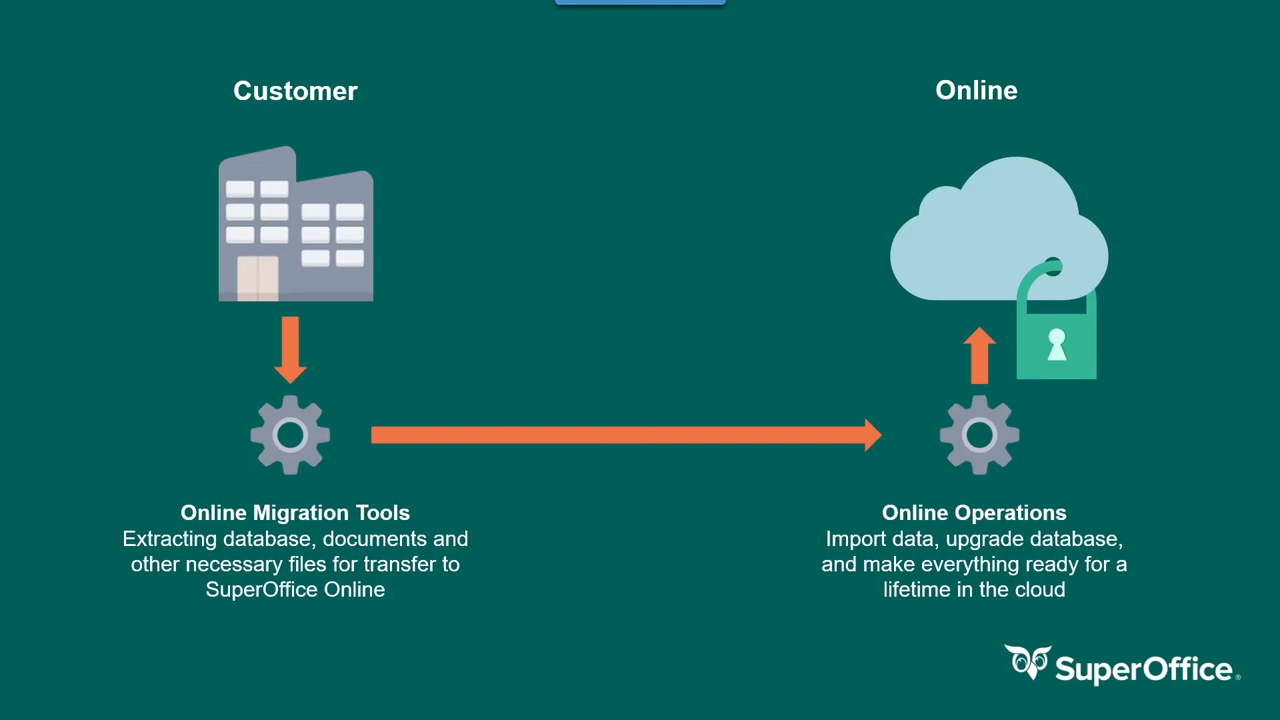 Customer
Online
Online Migration Tools
Extracting database, documents and
other necessary files for transfer to
SuperOffice Online
Online Operations
Import data, upgrade database,
and make everything ready for a
lifetime in the cloud
SuperOffice®